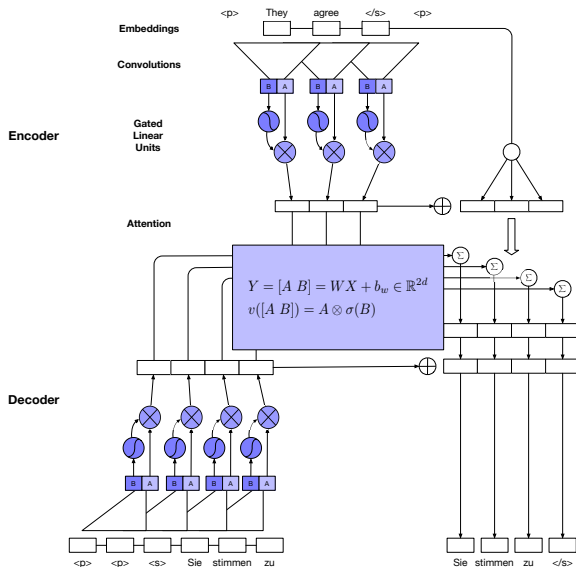 <p> They agree </s> <p>
Embeddings
Convolutions
B A B A B A
Encoder
Gated
Linear
Units
Attention
Σ
Σ
Σ
Σ
Y = [A B] = WX + b_w ∈ ℝ^{2d}
v([A B]) = A ⊗ σ(B)
Decoder
B A B A B A B A
<p> <p> <s> Sie stimmen zu
Sie stimmen zu </s>